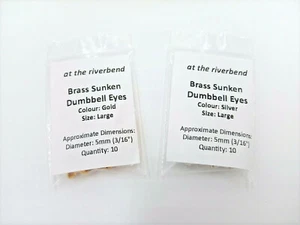 at the riverbend
Brass Sunken
Dumbbell Eyes
Colour: Gold
Size: Large
Approximate Dimensions:
Diameter: 5mm (3/16")
Quantity: 10
at the riverbend
Brass Sunken
Dumbbell Eyes
Colour: Silver
Size: Large
Approximate Dimensions:
Diameter: 5mm (3/16")
Quantity: 10